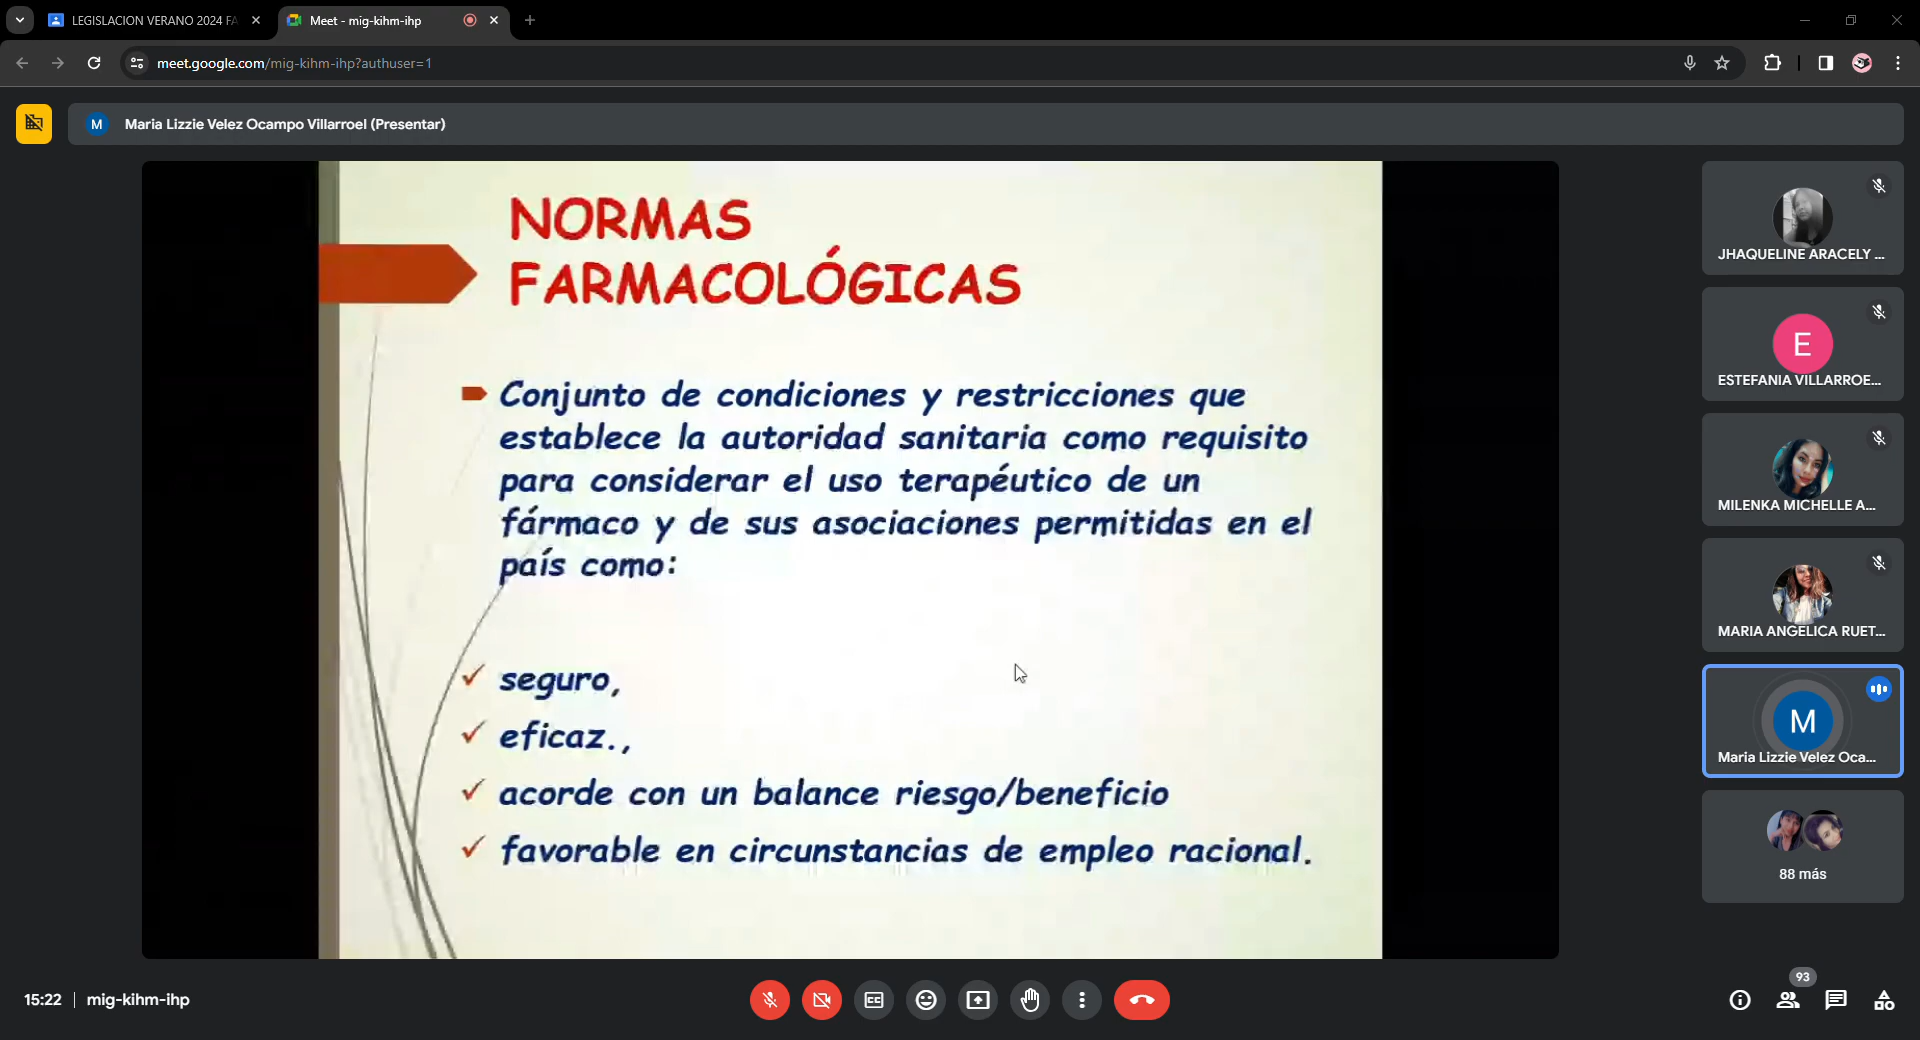 LEGISLACION VERANO 2024 FA
Meet - mig-kihm-ihp
meet.google.com/mig-kihm-ihp?authuser=1
M
Maria Lizzie Velez Ocampo Villarroel (Presentar)
NORMAS
FARMACOLÓGICAS
Conjunto de condiciones y restricciones que
establece la autoridad sanitaria como requisito
para considerar el uso terapéutico de un
fármaco y de sus asociaciones permitidas en el
país como:
seguro,
eficaz.,
acorde con un balance riesgo/beneficio
favorable en circunstancias de empleo racional.
JHAQUELINE ARACELY ...
E
ESTEFANIA VILLARROE...
MILENKA MICHELLE A...
MARIA ANGELICA RUET...
M
Maria Lizzie Velez Oca...
88 más
15:22 | mig-kihm-ihp
CC
93